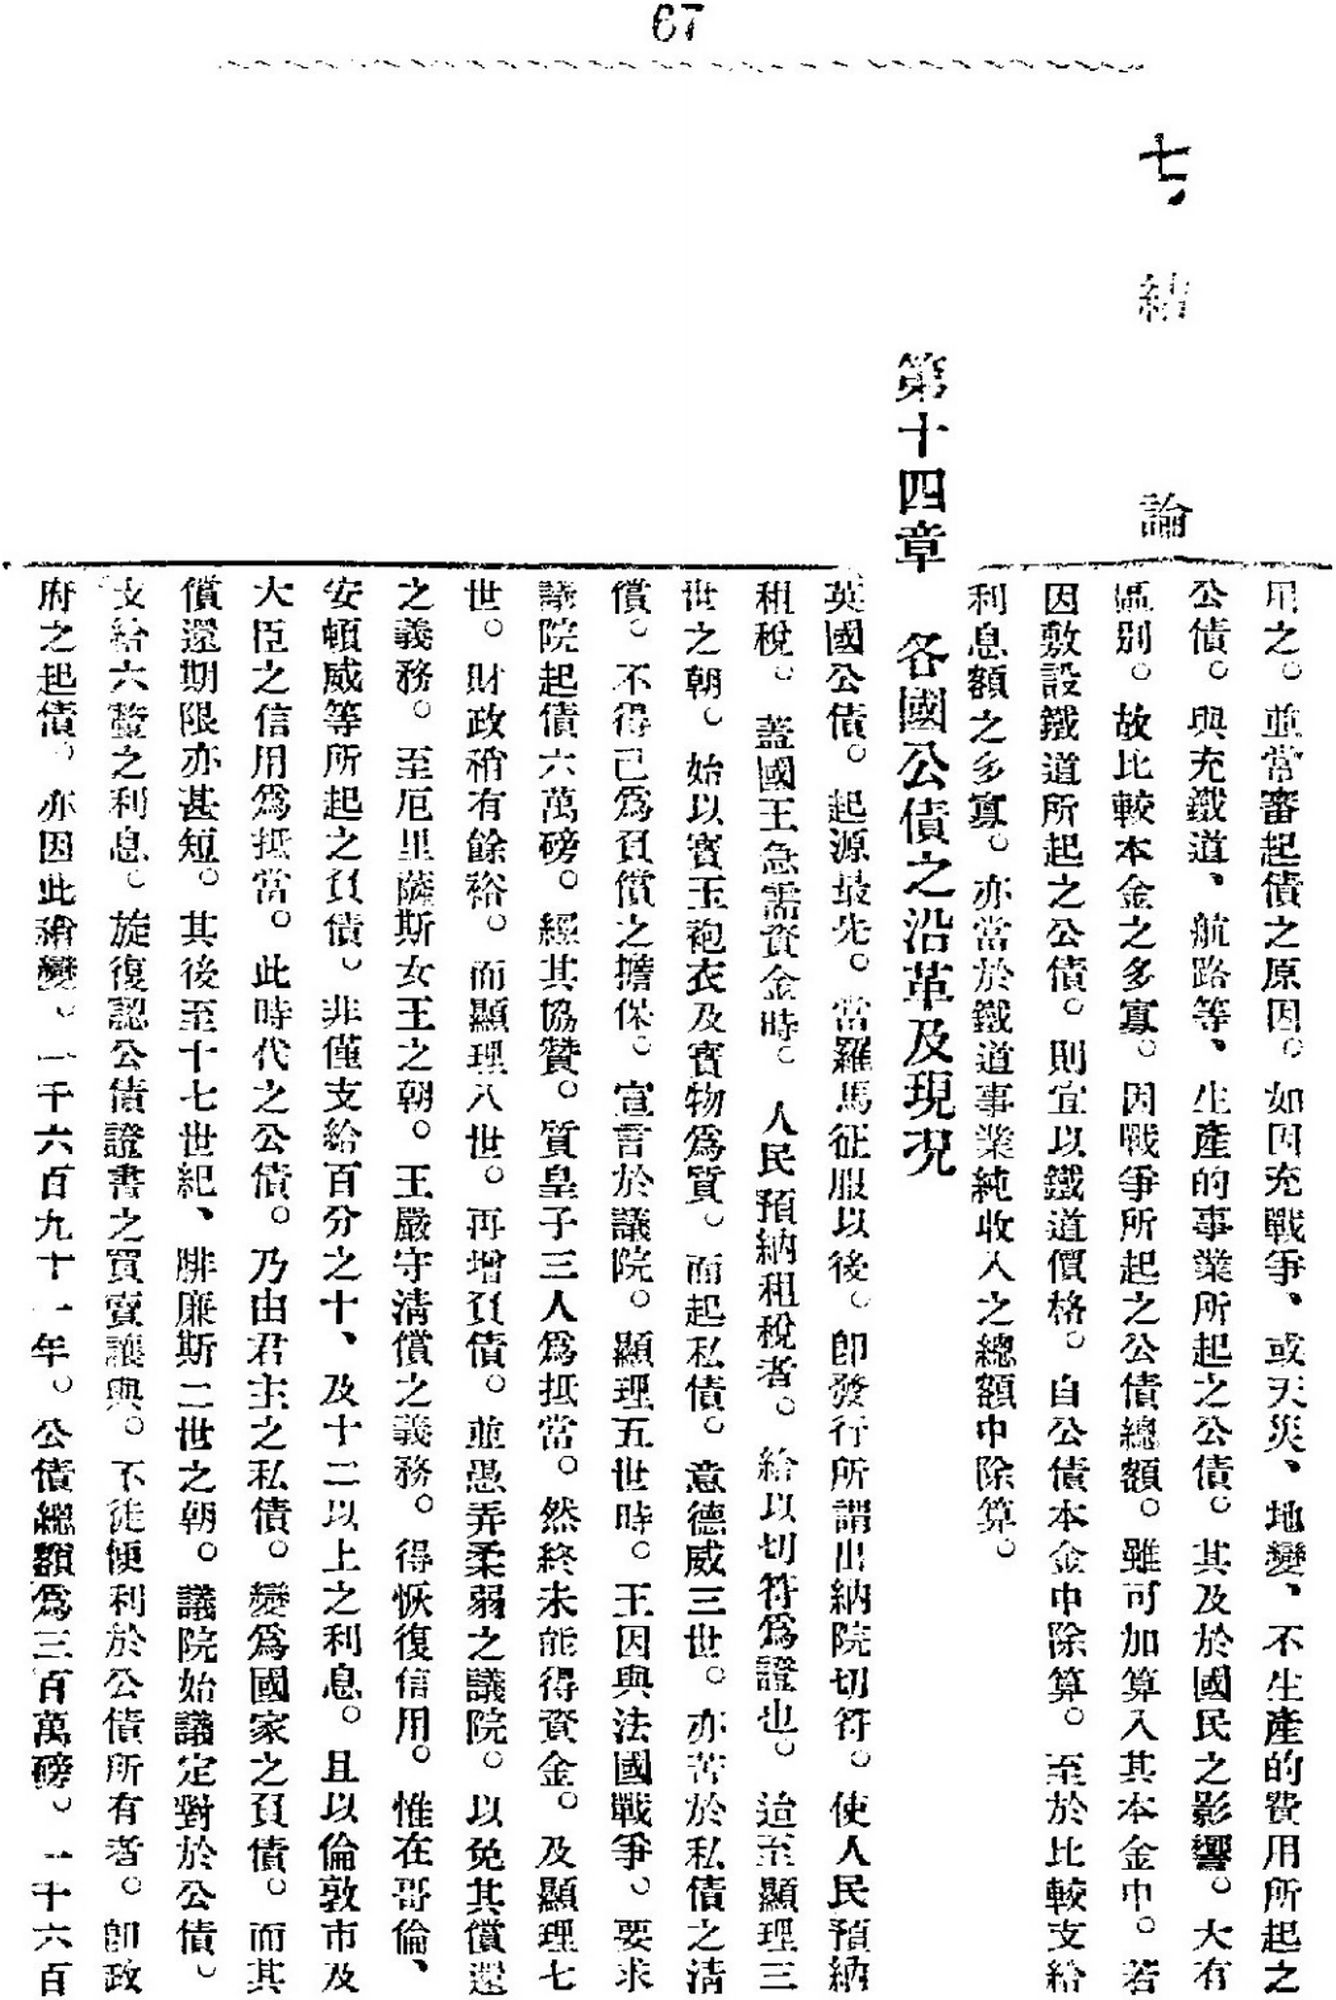 67
七、結論
用之。並常審起債之原因。如因充戰爭、或天災、地變、不生產的費用所起之
公債。與充鐵道、航路等、生產的事業所起之公債。其及於國民之影響。大有
區別。故比較本金之多寡。因戰爭所起之公債總額。雖可加算入其本金中。若
因敷設鐵道所起之公債。則宜以鐵道價格。自公債本金中除算。至於比較支給
利息額之多寡。亦當於鐵道事業純收入之總額中除算。
第十四章 各國公債之沿革及現況
英國公債。起源最先。當羅馬征服以後。卽發行所謂出納院切符。使人民預納
租稅。蓋國王急需資金時。人民預納租稅者。給以切符爲證也。迨至顯理三
世之朝。始以寶玉袍衣及寶物爲質。而起私債。意德威三世。亦苦於私債之淸
償。不得已爲負償之擔保。宣言於議院。顯理五世時。王因與法國戰爭、要求
議院起債六萬磅。經其協贊。質皇子三人爲抵當。然終未能得資金。及顯理七
世。財政稍有餘裕。而顯理八世。再增負債。並愚弄柔弱之議院。以免其償還
之義務。至厄里薩斯女王之朝。王嚴守淸償之義務。得恢復信用。惟在哥倫、
安頓威等所起之負債。非僅支給百分之十、及十二以上之利息。且以倫敦市及
大臣之信用爲抵當。此時代之公債。乃由君主之私債。變爲國家之負債。而其
償還期限亦甚短。其後至十七世紀、腓廉斯二世之朝。議院始議定對於公債。
支給六釐之利息。旋復認公債證書之買賣讓與。不徒便利於公債所有者。卽政
府之起債。亦因此漸變。一千六百九十一年。公債總額爲三百萬磅。一千六百